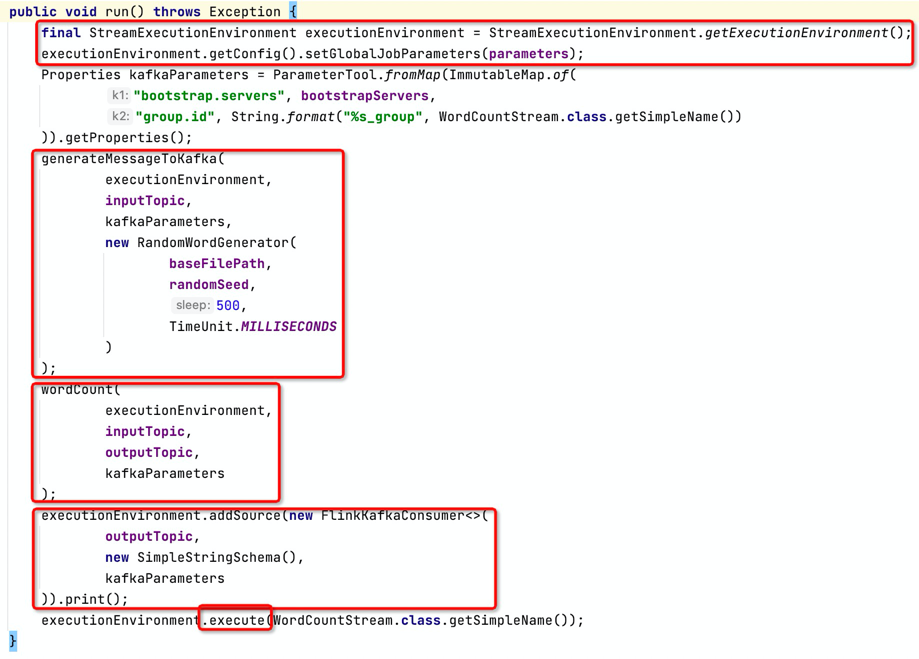 public void run() throws Exception {
final StreamExecutionEnvironment executionEnvironment = StreamExecutionEnvironment.getExecutionEnvironment();
executionEnvironment.getConfig().setGlobalJobParameters(parameters);
Properties kafkaParameters = ParameterTool.fromMap(ImmutableMap.of(
k1: "bootstrap.servers", bootstrapServers,
k2: "group.id", String.format("%s_group", WordCountStream.class.getSimpleName())
)).getProperties();
generateMessageToKafka(
executionEnvironment,
inputTopic,
kafkaParameters,
new RandomWordGenerator(
baseFilePath,
randomSeed,
sleep: 500,
TimeUnit.MILLISECONDS
)
);
wordCount(
executionEnvironment,
inputTopic,
outputTopic,
kafkaParameters
);
executionEnvironment.addSource(new FlinkKafkaConsumer<>(
outputTopic,
new SimpleStringSchema(),
kafkaParameters
)).print();
executionEnvironment.execute(WordCountStream.class.getSimpleName());
}